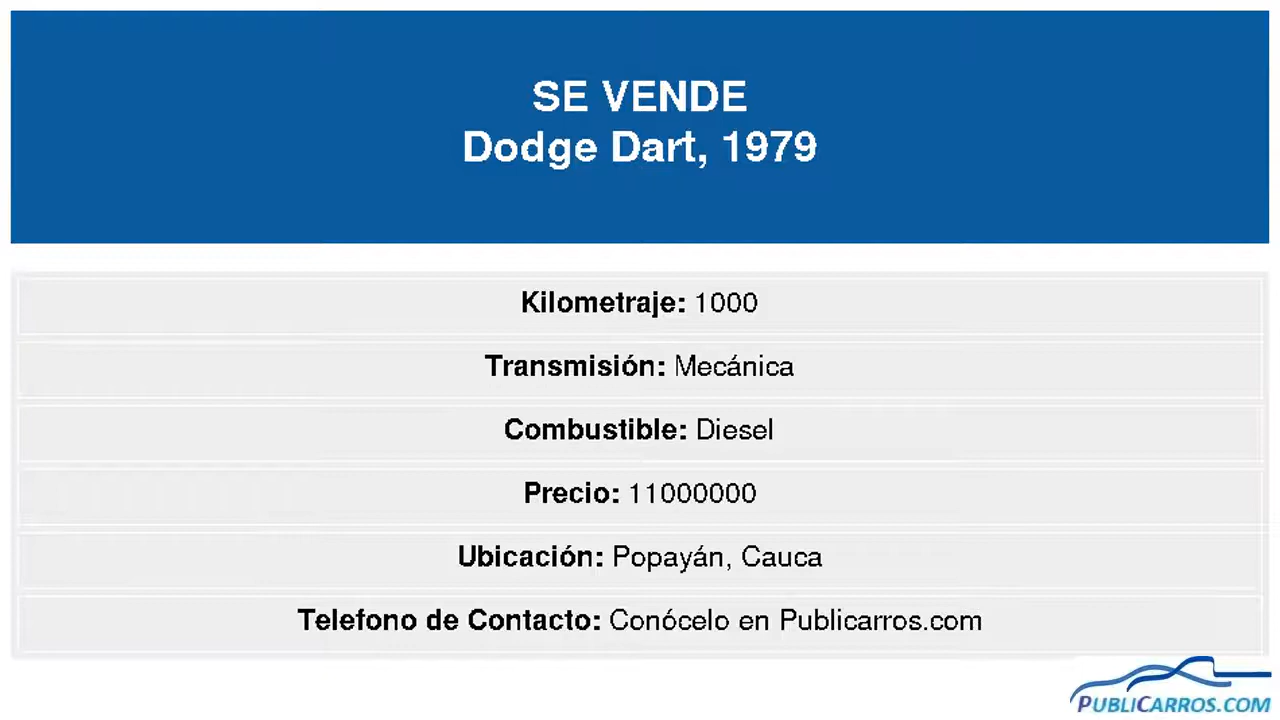 SE VENDE
Dodge Dart, 1979
Kilometraje: 1000
Transmisión: Mecánica
Combustible: Diesel
Precio: 11000000
Ubicación: Popayán, Cauca
Telefono de Contacto: Conócelo en Publicarros.com
PUBLICARROS.COM